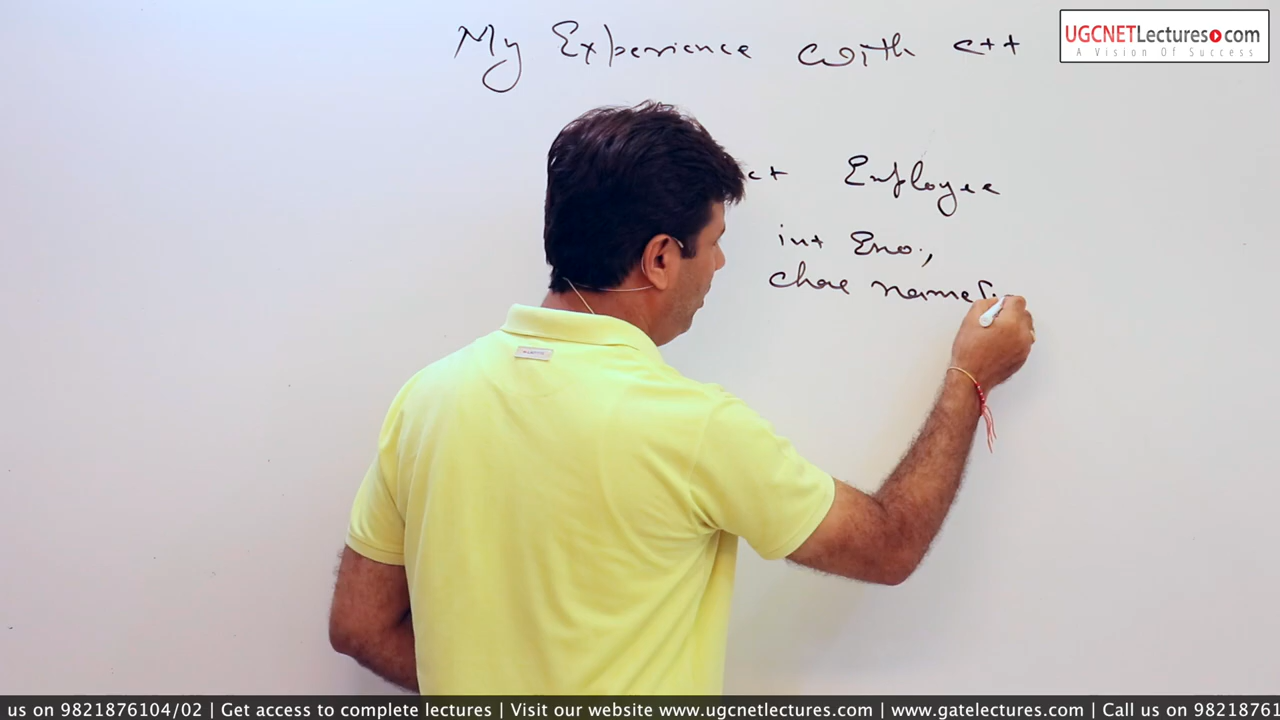 My Experience with c++
UGCNETLectures.com
A Vision Of Success
ct Employee
int Eno;
char name[
us on 9821876104/02 | Get access to complete lectures | Visit our website www.ugcnetlectures.com | www.gatelectures.com | Call us on 98218761